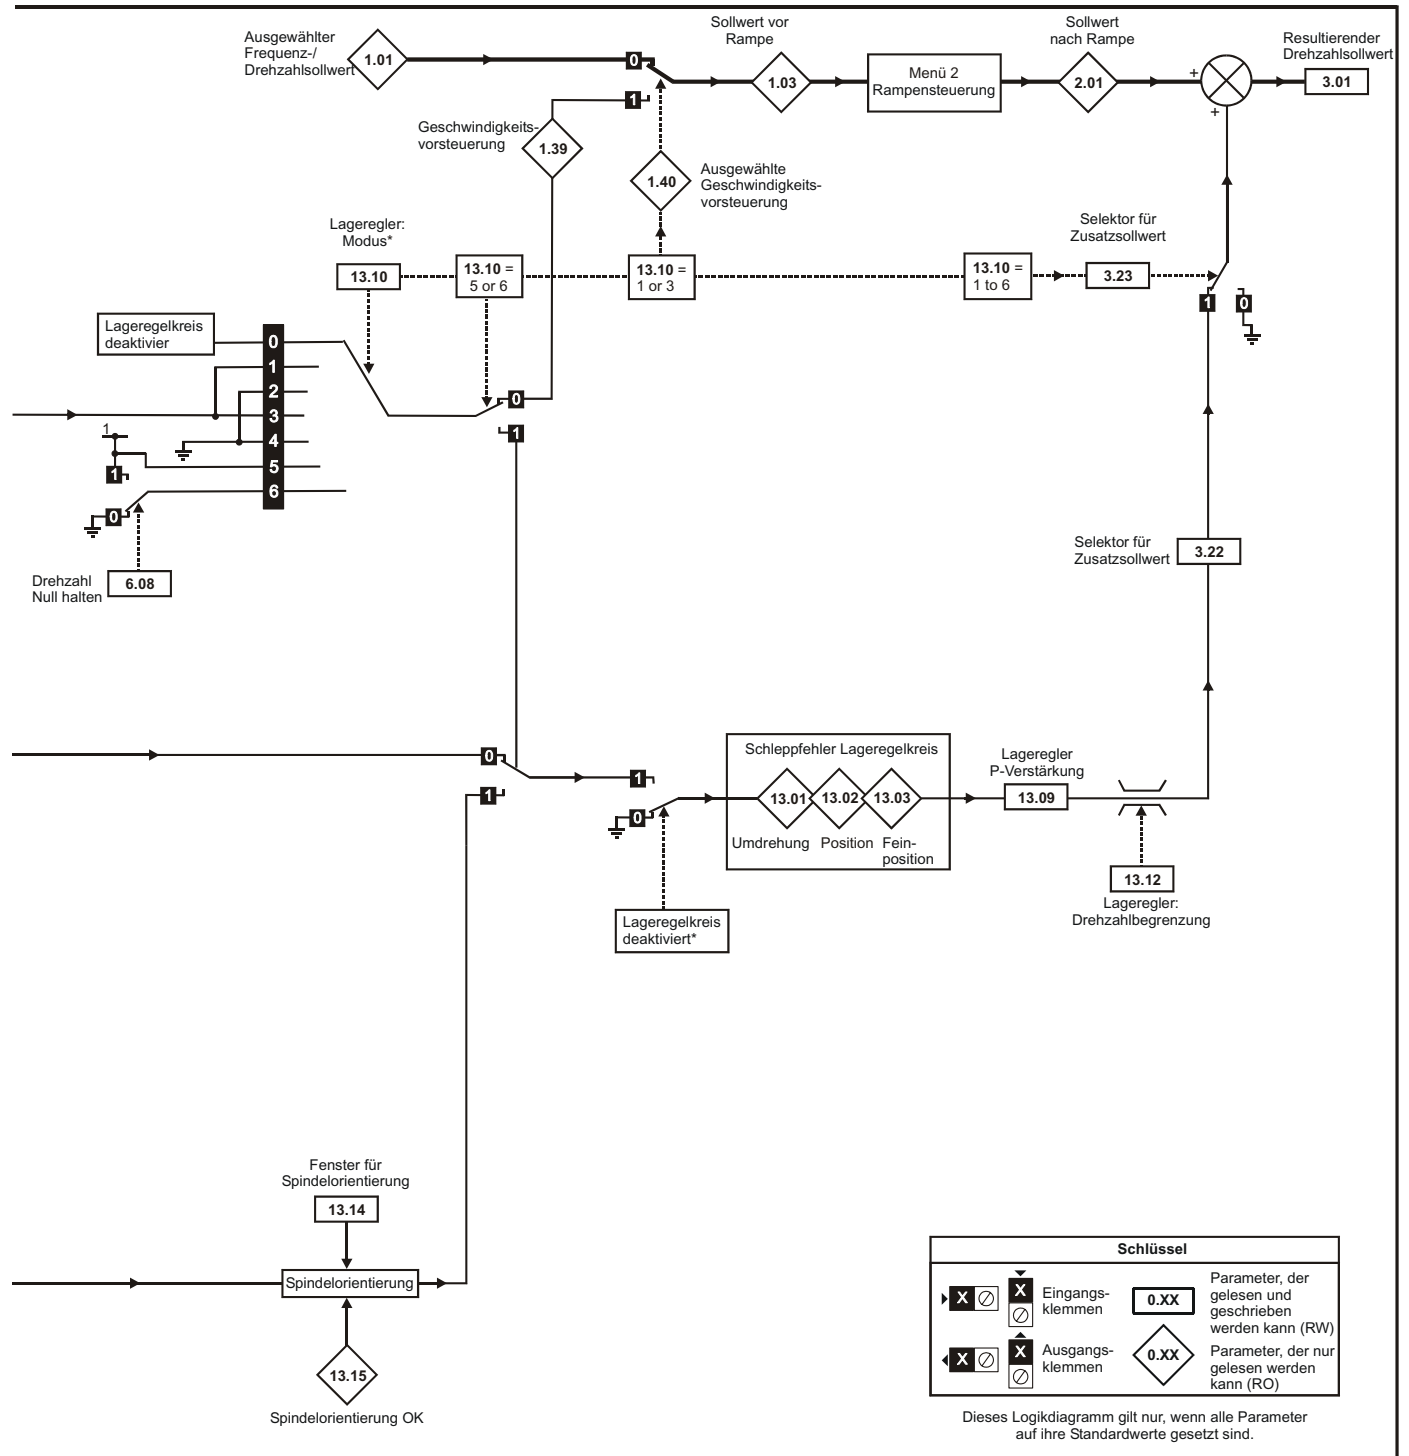 Ausgewählter
Frequenz-/
Drehzahlsollwert
1.01
0
1
Sollwert vor
Rampe
1.03
Menü 2
Rampensteuerung
Sollwert
nach Rampe
2.01
+
+
Resultierender
Drehzahlsollwert
3.01
Geschwindigkeits-
vorsteuerung
1.39
1.40
Ausgewählte
Geschwindigkeits-
vorsteuerung
Lageregler:
Modus*
13.10
13.10 =
5 or 6
13.10 =
1 or 3
13.10 =
1 to 6
Selektor für
Zusatzsollwert
3.23
1
0
Lageregelkreis
deaktivier
0
1
2
3
4
5
6
0
1
1
1
0
Drehzahl
Null halten
6.08
Selektor für
Zusatzsollwert
3.22
0
1
1
0
Schleppfehler Lageregelkreis
13.01
13.02
13.03
Umdrehung
Position
Fein-
position
Lageregler
P-Verstärkung
13.09
13.12
Lageregler:
Drehzahlbegrenzung
Lageregelkreis
deaktiviert*
Fenster für
Spindelorientierung
13.14
Spindelorientierung
13.15
Spindelorientierung OK
Schlüssel
X
X
Eingangs-
klemmen
0.XX
Parameter, der
gelesen und
geschrieben
werden kann (RW)
X
X
Ausgangs-
klemmen
0.XX
Parameter, der nur
gelesen werden
kann (RO)
Dieses Logikdiagramm gilt nur, wenn alle Parameter
auf ihre Standardwerte gesetzt sind.